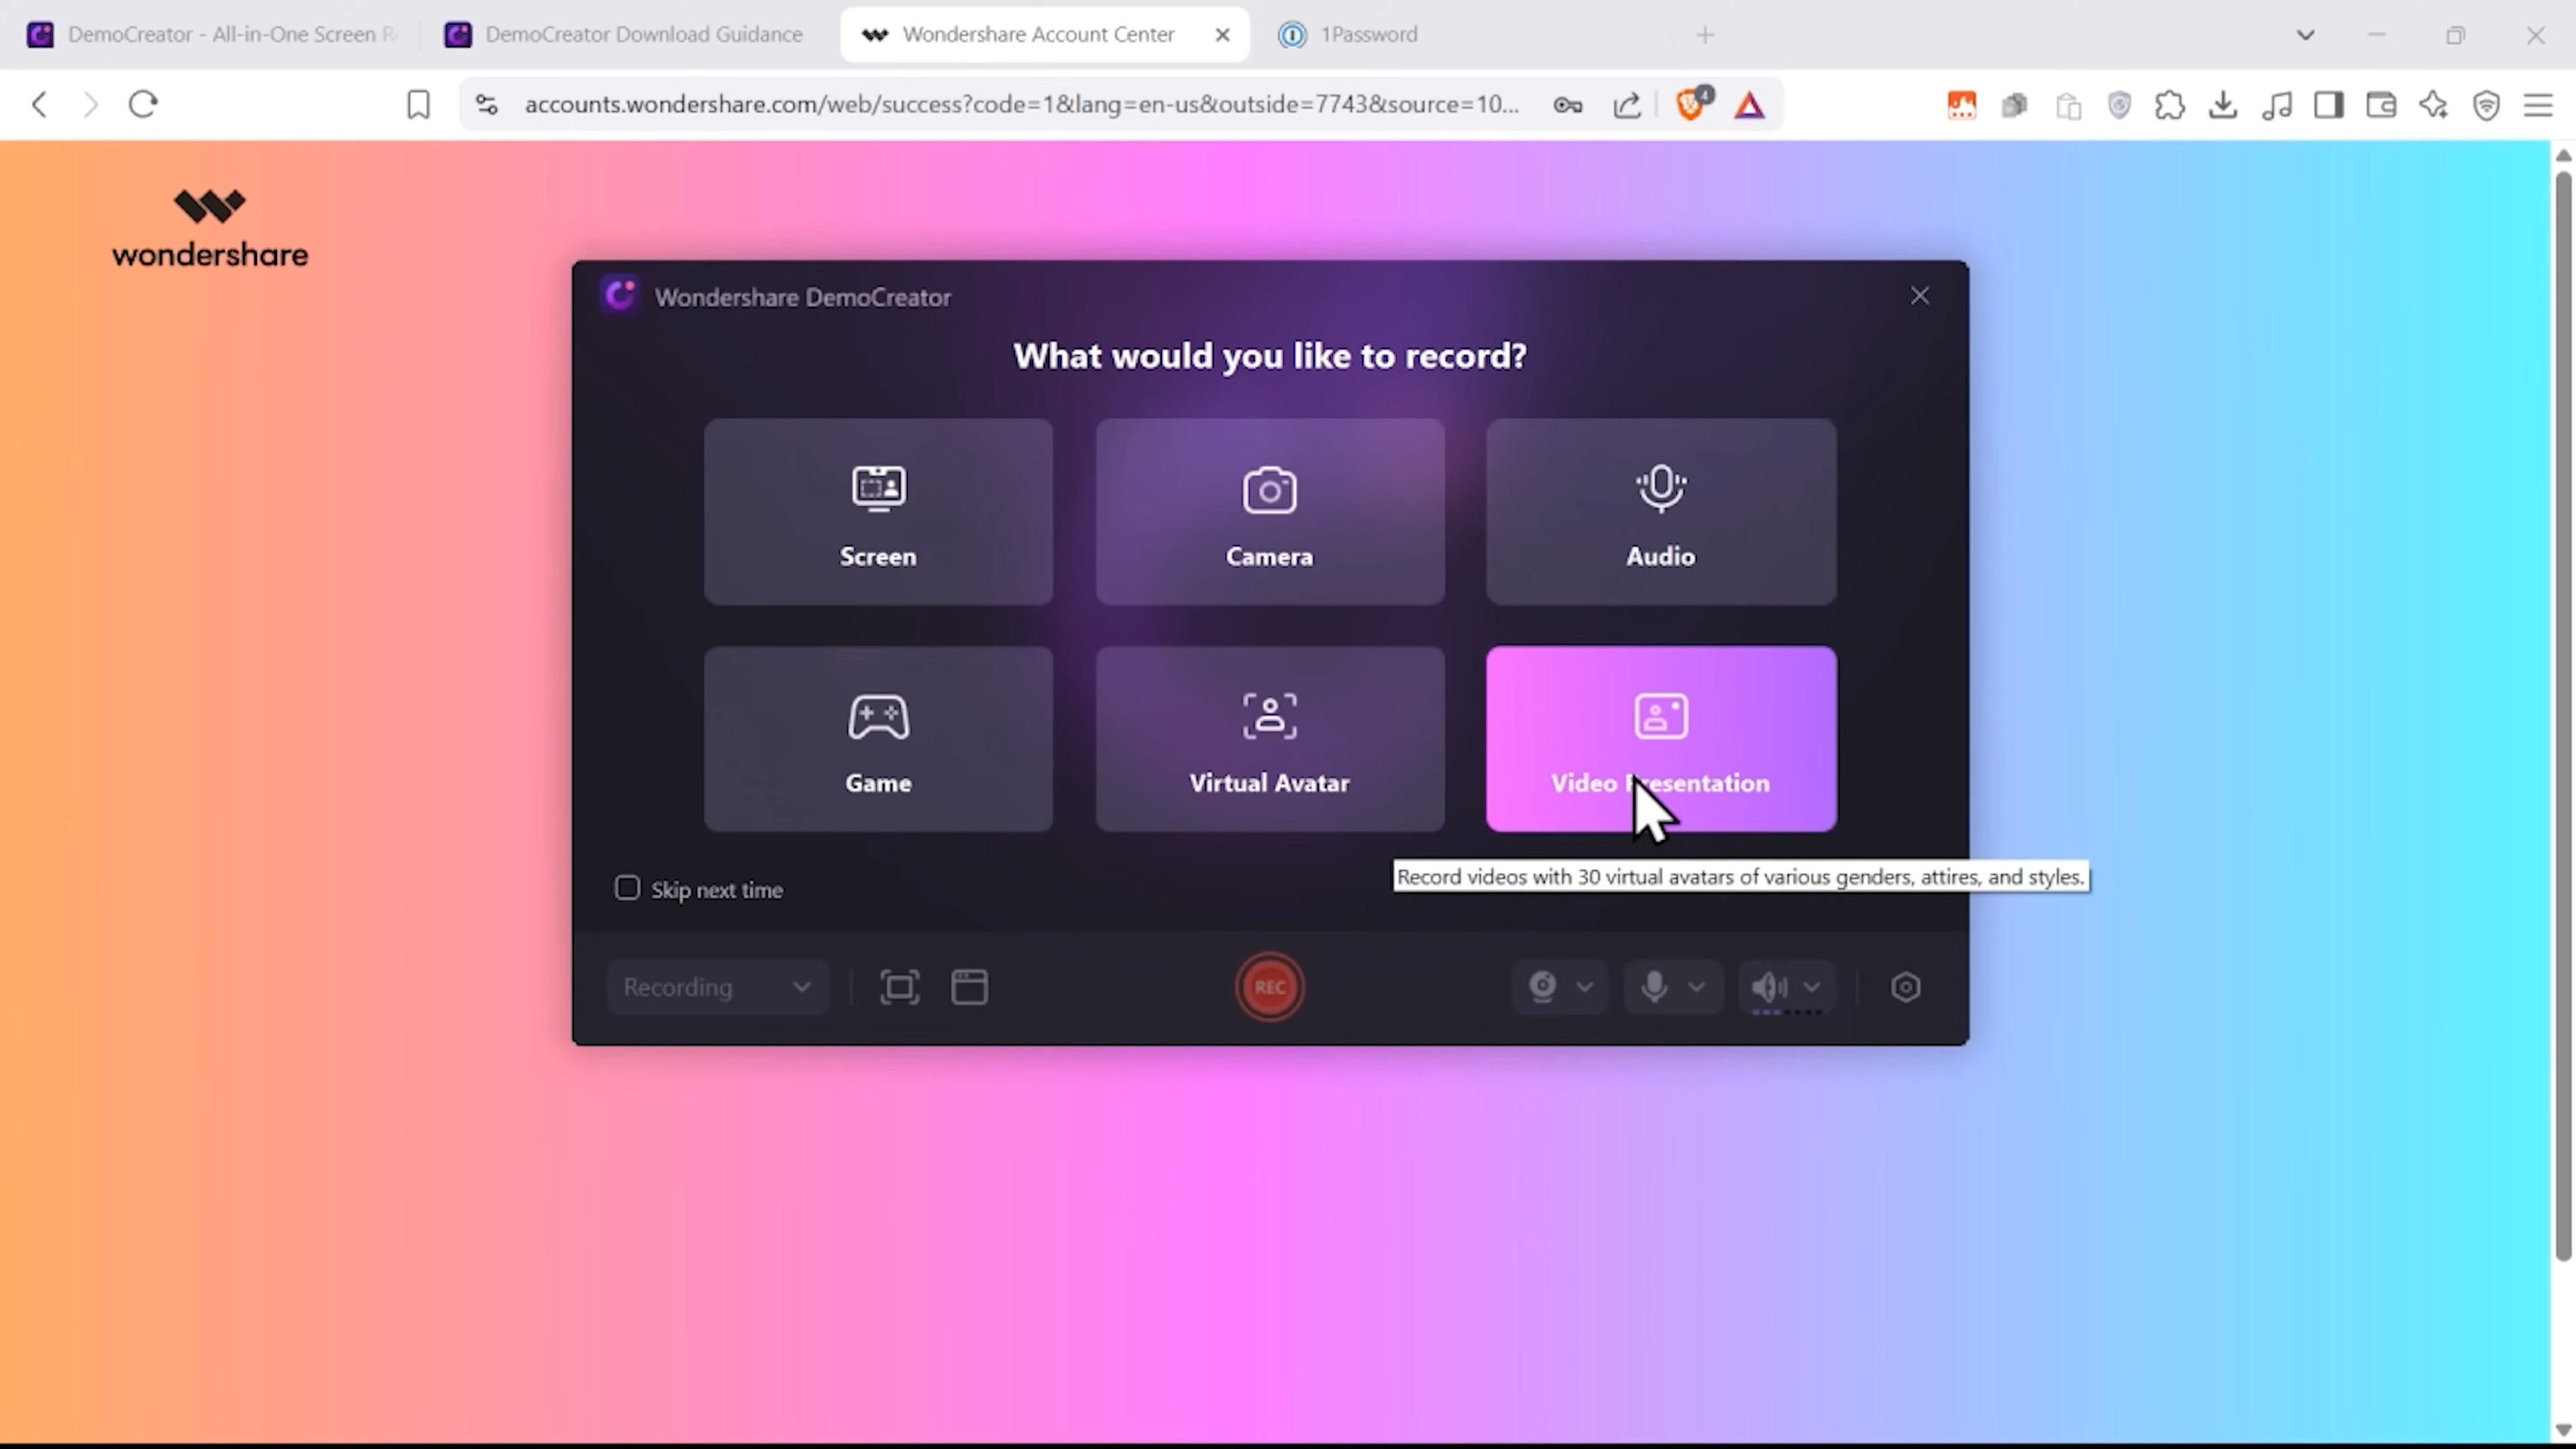 DemoCreator - All-in-One Screen R
DemoCreator Download Guidance
Wondershare Account Center
1Password
accounts.wondershare.com/web/success?code=1&lang=en-us&outside=7743&source=10...
4
wondershare
Wondershare DemoCreator
What would you like to record?
Screen
Camera
Audio
Game
Virtual Avatar
Video Presentation
Record videos with 30 virtual avatars of various genders, attires, and styles.
Skip next time
Recording
REC